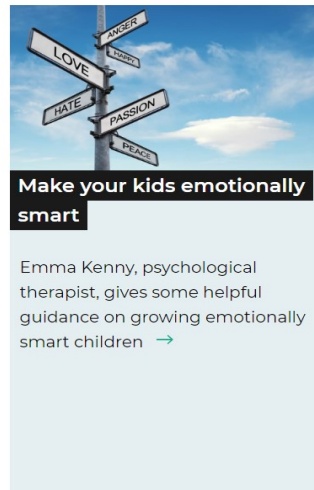 ANGER
LOVE
HAPPY
HATE
PASSION
PEACE
Make your kids emotionally
smart
Emma Kenny, psychological
therapist, gives some helpful
guidance on growing emotionally
smart children →